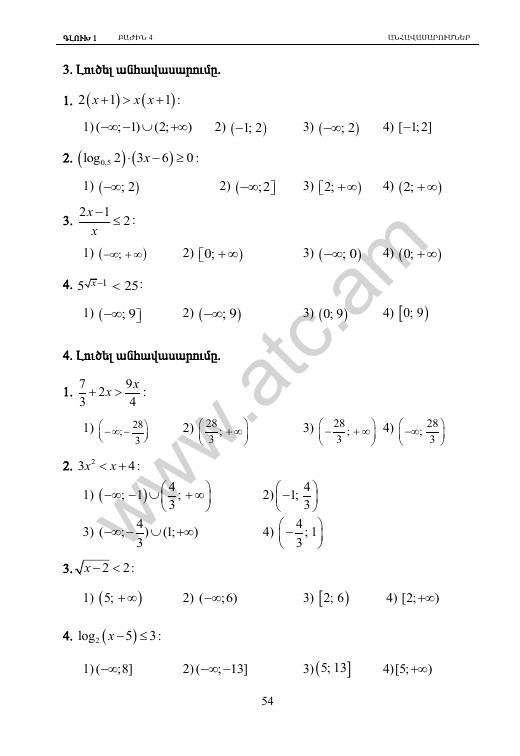 ԳԼՈՒԽ 1 ԲԱԺԻՆ 4 ԱՆՀԱՎԱՍԱՐՈՒՄՆԵՐ
3. Լուծել անհավասարումը.
1. 2(x+1) > x(x+1):
1) (−∞; −1)∪(2; +∞) 2) (−1; 2) 3) (−∞; 2) 4) [−1; 2]
2. (log₀,₅ 2)·(3x−6) ≥ 0:
1) (−∞; 2) 2) (−∞; 2] 3) [2; +∞) 4) (2; +∞)
3. (2x−1)/x ≤ 2:
1) (−∞; +∞) 2) [0; +∞) 3) (−∞; 0) 4) (0; +∞)
4. 5^(√x−1) < 25:
1) (−∞; 9] 2) (−∞; 9) 3) (0; 9) 4) [0; 9)
4. Լուծել անհավասարումը.
1. 7/3 + 2x > 9x/4:
1) (−∞; −28/3) 2) (28/3; +∞) 3) (−28/3; +∞) 4) (−∞; 28/3)
2. 3x² < x + 4:
1) (−∞; −1)∪(4/3; +∞) 2) (−1; 4/3)
3) (−∞; −4/3)∪(1; +∞) 4) (−4/3; 1)
3. √(x−2) < 2:
1) (5; +∞) 2) (−∞; 6) 3) [2; 6) 4) [2; +∞)
4. log₂(x−5) ≤ 3:
1) (−∞; 8] 2) (−∞; −13] 3) (5; 13] 4) [5; +∞)
54
www.atc.am